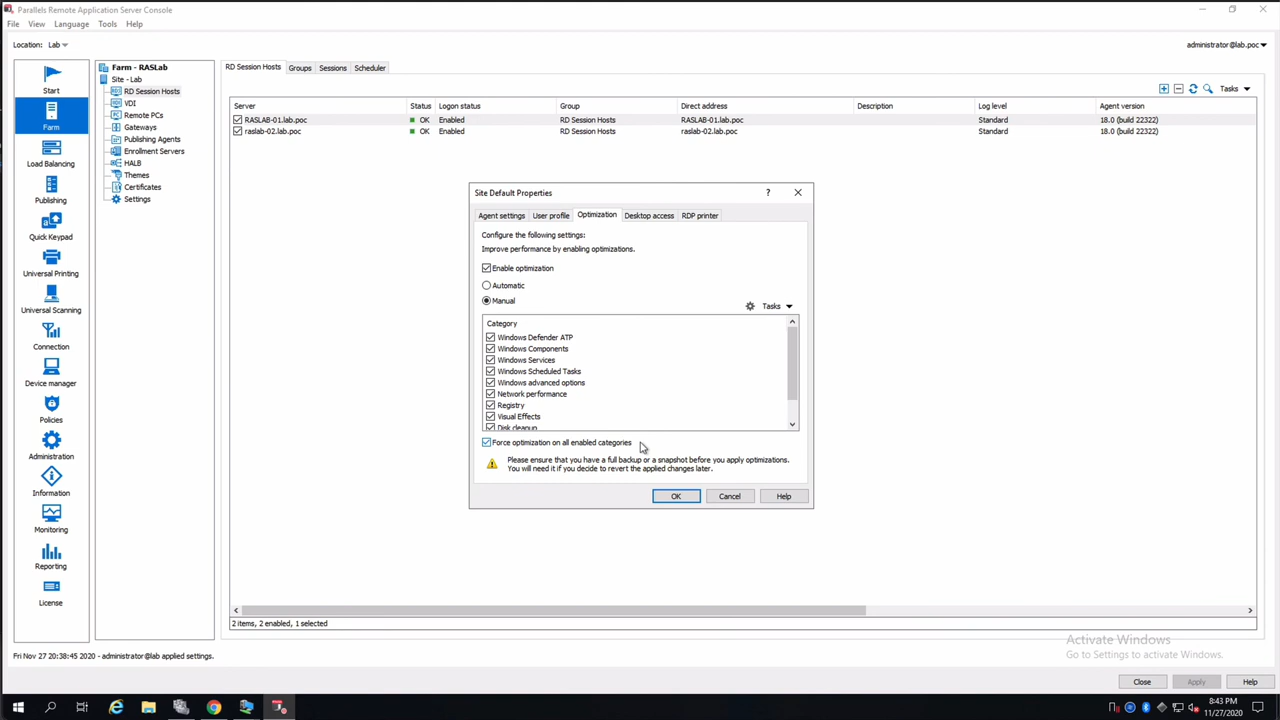 Parallels Remote Application Server Console
File View Language Tools Help
Location: Lab
administrator@lab.poc
Start
Farm
Load Balancing
Publishing
Quick Keypad
Universal Printing
Universal Scanning
Connection
Device manager
Policies
Administration
Information
Monitoring
Reporting
License
Farm - RASLab
Site - Lab
RD Session Hosts
VDI
Remote PCs
Gateways
Publishing Agents
Enrollment Servers
HALB
Themes
Certificates
Settings
RD Session Hosts Groups Sessions Scheduler
Tasks
Server Status Logon status Group Direct address Description Log level Agent version
RASLAB-01.lab.poc OK Enabled RD Session Hosts RASLAB-01.lab.poc Standard 18.0 (build 22322)
raslab-02.lab.poc OK Enabled RD Session Hosts raslab-02.lab.poc Standard 18.0 (build 22322)
Site Default Properties ?
Agent settings User profile Optimization Desktop access RDP printer
Configure the following settings:
Improve performance by enabling optimizations.
Enable optimization
Automatic
Manual
Tasks
Category
Windows Defender ATP
Windows Components
Windows Services
Windows Scheduled Tasks
Windows advanced options
Network performance
Registry
Visual Effects
Disk cleanup
Force optimization on all enabled categories
Please ensure that you have a full backup or a snapshot before you apply optimizations.
You will need it if you decide to revert the applied changes later.
OK Cancel Help
2 items, 2 enabled, 1 selected
Activate Windows
Go to Settings to activate Windows.
Fri Nov 27 20:38:45 2020 - administrator@lab applied settings.
Close Apply Help
8:43 PM
11/27/2020